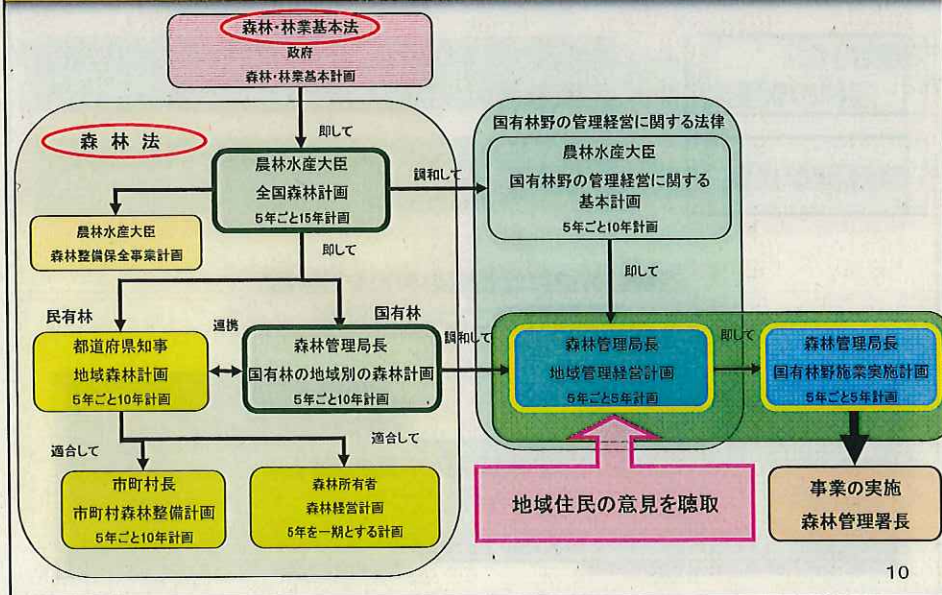 森林・林業基本法
政府
森林・林業基本計画
即して
森 林 法
国有林野の管理経営に関する法律
農林水産大臣
全国森林計画
5年ごと15年計画
調和して
農林水産大臣
国有林野の管理経営に関する
基本計画
5年ごと10年計画
農林水産大臣
森林整備保全事業計画
即して
即して
民有林
国有林
連携
調和して
即して
都道府県知事
地域森林計画
5年ごと10年計画
森林管理局長
国有林の地域別の森林計画
5年ごと10年計画
森林管理局長
地域管理経営計画
5年ごと5年計画
森林管理局長
国有林野施業実施計画
5年ごと5年計画
適合して
適合して
市町村長
市町村森林整備計画
5年ごと10年計画
森林所有者
森林経営計画
5年を一期とする計画
地域住民の意見を聴取
事業の実施
森林管理署長
10